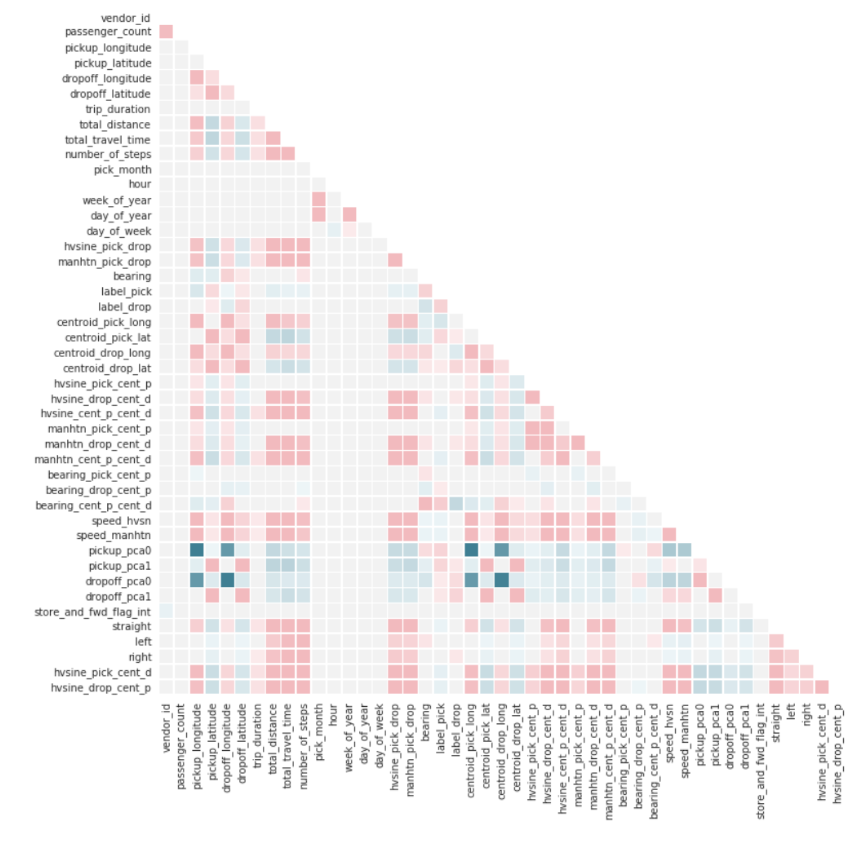 vendor_id
passenger_count
pickup_longitude
pickup_latitude
dropoff_longitude
dropoff_latitude
trip_duration
total_distance
total_travel_time
number_of_steps
pick_month
hour
week_of_year
day_of_year
day_of_week
hvsine_pick_drop
manhtn_pick_drop
bearing
label_pick
label_drop
centroid_pick_long
centroid_pick_lat
centroid_drop_long
centroid_drop_lat
hvsine_pick_cent_p
hvsine_drop_cent_d
hvsine_cent_p_cent_d
manhtn_pick_cent_p
manhtn_drop_cent_d
manhtn_cent_p_cent_d
bearing_pick_cent_p
bearing_drop_cent_p
bearing_cent_p_cent_d
speed_hvsn
speed_manhtn
pickup_pca0
pickup_pca1
dropoff_pca0
dropoff_pca1
store_and_fwd_flag_int
straight
left
right
hvsine_pick_cent_d
hvsine_drop_cent_p
vendor_id
passenger_count
pickup_longitude
pickup_latitude
dropoff_longitude
dropoff_latitude
trip_duration
total_distance
total_travel_time
number_of_steps
pick_month
hour
week_of_year
day_of_year
day_of_week
hvsine_pick_drop
manhtn_pick_drop
bearing
label_pick
label_drop
centroid_pick_long
centroid_pick_lat
centroid_drop_long
centroid_drop_lat
hvsine_pick_cent_p
hvsine_drop_cent_d
hvsine_cent_p_cent_d
manhtn_pick_cent_p
manhtn_drop_cent_d
manhtn_cent_p_cent_d
bearing_pick_cent_p
bearing_drop_cent_p
bearing_cent_p_cent_d
speed_hvsn
speed_manhtn
pickup_pca0
pickup_pca1
dropoff_pca0
dropoff_pca1
store_and_fwd_flag_int
straight
left
right
hvsine_pick_cent_d
hvsine_drop_cent_p